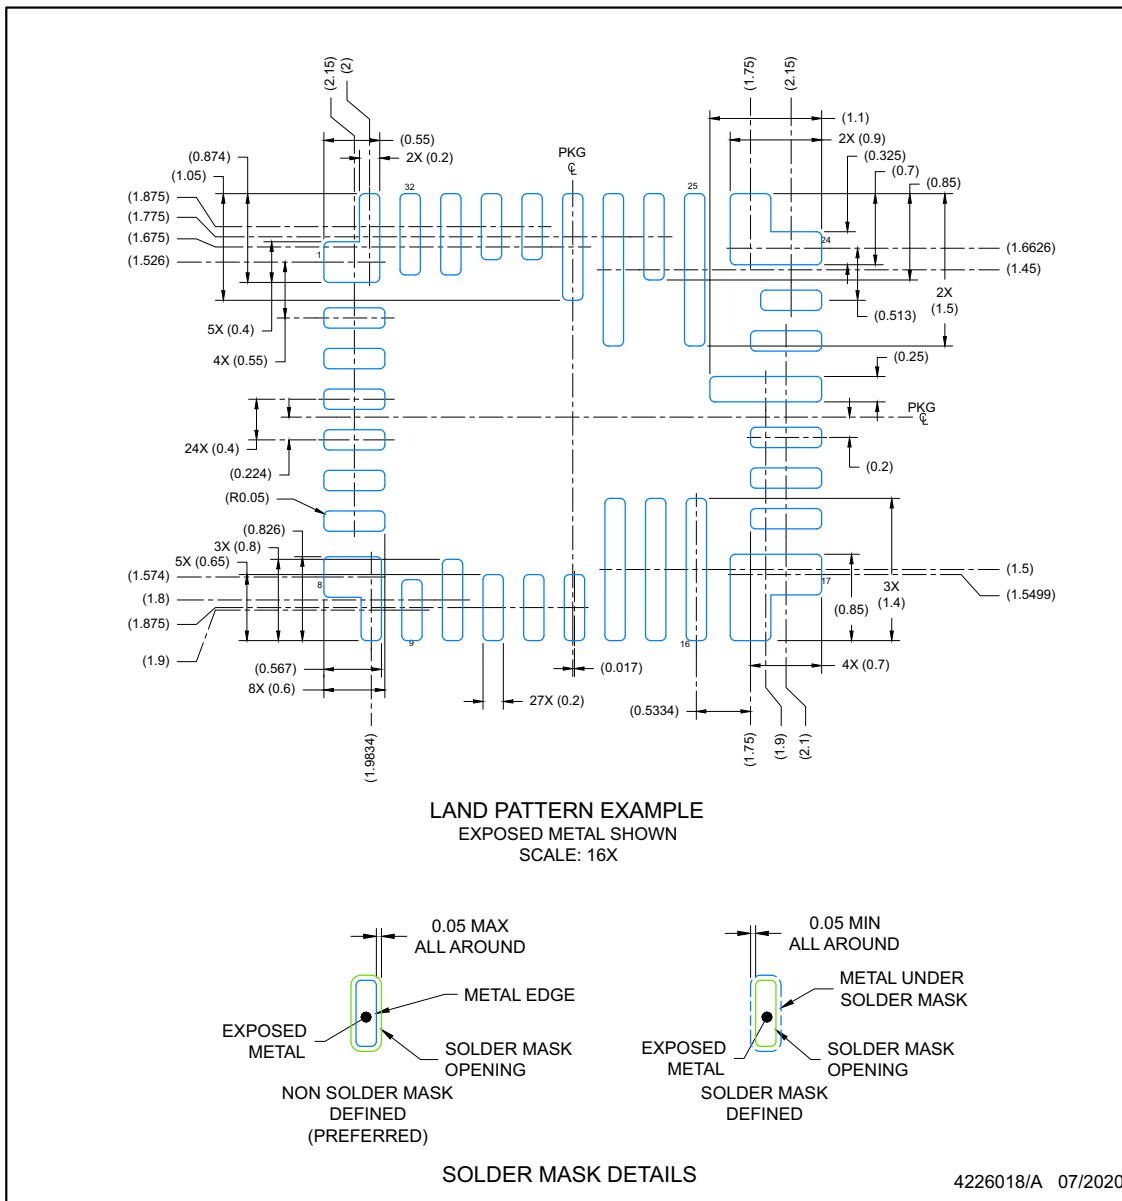 (2.15)
(2)
(1.75)
(2.15)
(1.1)
(0.55)
2X (0.9)
(0.874)
2X (0.2)
PKG
℄
(0.325)
(1.05)
(0.7)
(0.85)
(1.875)
32
25
(1.775)
(1.675)
1
24
(1.6626)
(1.526)
(1.45)
2X
(1.5)
5X (0.4)
(0.513)
4X (0.55)
(0.25)
PKG
℄
24X (0.4)
(0.224)
(0.2)
(R0.05)
(0.826)
3X (0.8)
5X (0.65)
(1.574)
8
17
(1.5)
3X
(1.4)
(1.5499)
(1.8)
(0.85)
(1.875)
9
16
(1.9)
(0.567)
(0.017)
4X (0.7)
8X (0.6)
27X (0.2)
(0.5334)
(1.9834)
(1.75)
(1.9)
(2.1)
LAND PATTERN EXAMPLE
EXPOSED METAL SHOWN
SCALE: 16X
0.05 MAX
ALL AROUND
METAL EDGE
EXPOSED
METAL
SOLDER MASK
OPENING
NON SOLDER MASK
DEFINED
(PREFERRED)
0.05 MIN
ALL AROUND
METAL UNDER
SOLDER MASK
EXPOSED
METAL
SOLDER MASK
OPENING
SOLDER MASK
DEFINED
SOLDER MASK DETAILS
4226018/A 07/2020